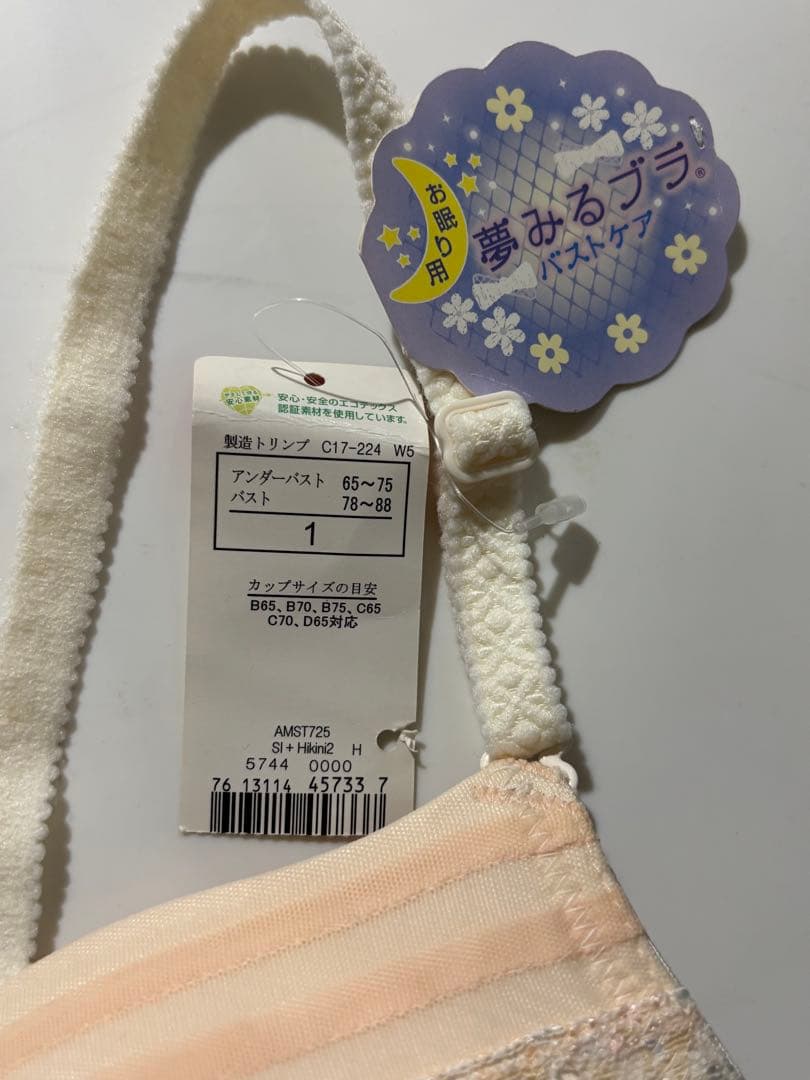 お眠り用
夢みるブラ®
バストケア
安心素材
安心・安全のエコテックス
認証素材を使用しています。
製造トリンプ C17-224 W5
アンダーバスト 65～75
バスト 78～88
1
カップサイズの目安
B65、B70、B75、C65
C70、D65対応
AMST725
SI + Hikini2 H
5744 0000
76 13114 45733 7